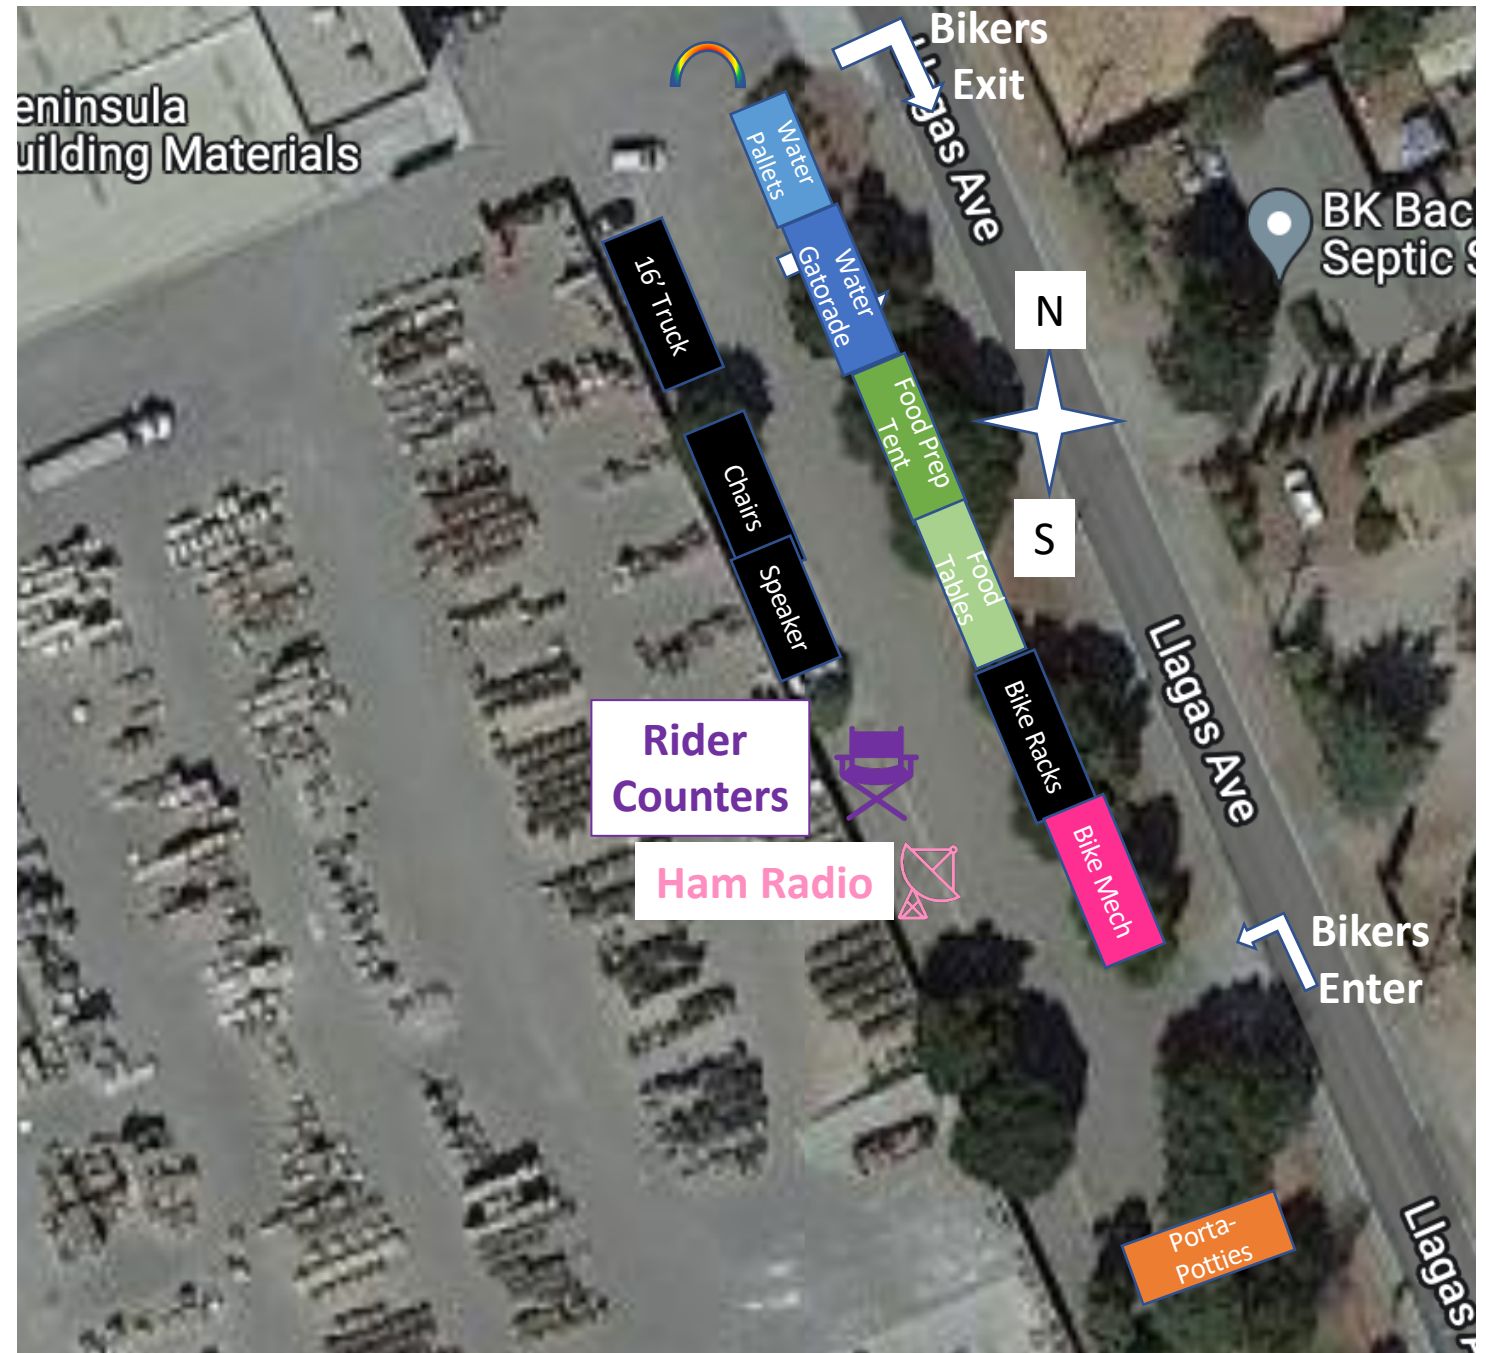 Bikers
Exit
eninsula
uilding Materials
Water
Pallets
Llagas Ave
BK Bac
Septic S
Water
Gatorade
16' Truck
N
Food Prep
Tent
Chairs
S
Food
Tables
Speaker
Llagas Ave
Bike Racks
Rider
Counters
Ham Radio
Bike Mech
Bikers
Enter
Porta-
Potties
Llagas A